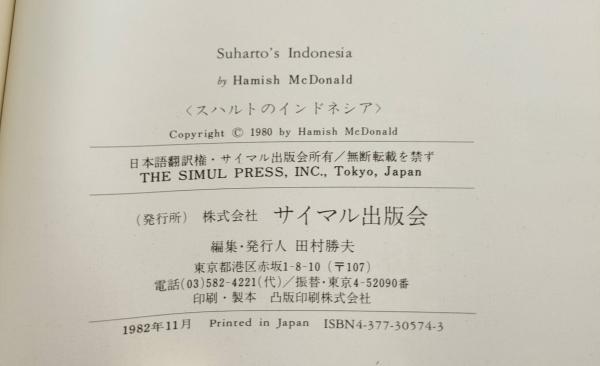 Suharto's Indonesia
by Hamish McDonald
〈スハルトのインドネシア〉
Copyright © 1980 by Hamish McDonald
日本語翻訳権・サイマル出版会所有／無断転載を禁ず
THE SIMUL PRESS, INC., Tokyo, Japan
(発行所) 株式会社 サイマル出版会
編集・発行人 田村勝夫
東京都港区赤坂1-8-10 (〒107)
電話(03)582-4221(代)／振替・東京4-52090番
印刷・製本 凸版印刷株式会社
1982年11月 Printed in Japan ISBN4-377-30574-3